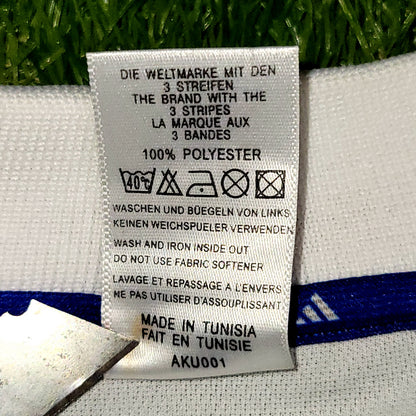 DIE WELTMARKE MIT DEN
3 STREIFEN
THE BRAND WITH THE
3 STRIPES
LA MARQUE AUX
3 BANDES
100% POLYESTER
40°
WASCHEN UND BÜEGELN VON LINKS
KEINEN WEICHSPUELER VERWENDEN
WASH AND IRON INSIDE OUT
DO NOT USE FABRIC SOFTENER
LAVAGE ET REPASSAGE A L'ENVERS
NE PAS UTILISER D'ASSOUPLISSANT
MADE IN TUNISIA
FAIT EN TUNISIE
AKU001